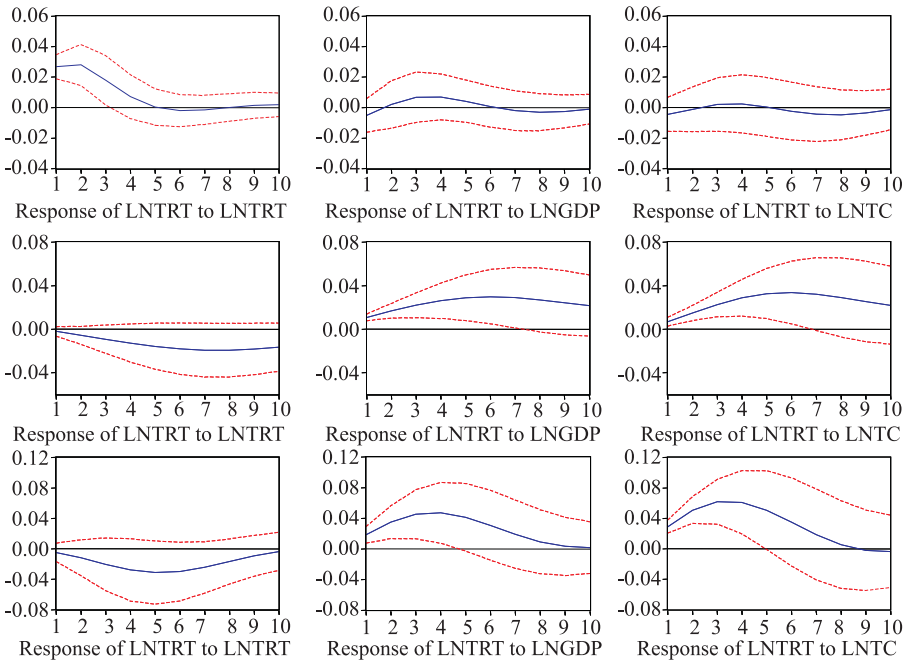 0.06 0.06 0.06
0.04 0.04 0.04
0.02 0.02 0.02
0.00 0.00 0.00
-0.02 -0.02 -0.02
-0.04 -0.04 -0.04
1 2 3 4 5 6 7 8 9 10 1 2 3 4 5 6 7 8 9 10 1 2 3 4 5 6 7 8 9 10
Response of LNTRT to LNTRT Response of LNTRT to LNGDP Response of LNTRT to LNTC
0.08 0.08 0.08
0.04 0.04 0.04
0.00 0.00 0.00
-0.04 -0.04 -0.04
1 2 3 4 5 6 7 8 9 10 1 2 3 4 5 6 7 8 9 10 1 2 3 4 5 6 7 8 9 10
Response of LNTRT to LNTRT Response of LNTRT to LNGDP Response of LNTRT to LNTC
0.12 0.12 0.12
0.08 0.08 0.08
0.04 0.04 0.04
0.00 0.00 0.00
-0.04 -0.04 -0.04
-0.08 -0.08 -0.08
1 2 3 4 5 6 7 8 9 10 1 2 3 4 5 6 7 8 9 10 1 2 3 4 5 6 7 8 9 10
Response of LNTRT to LNTRT Response of LNTRT to LNGDP Response of LNTRT to LNTC